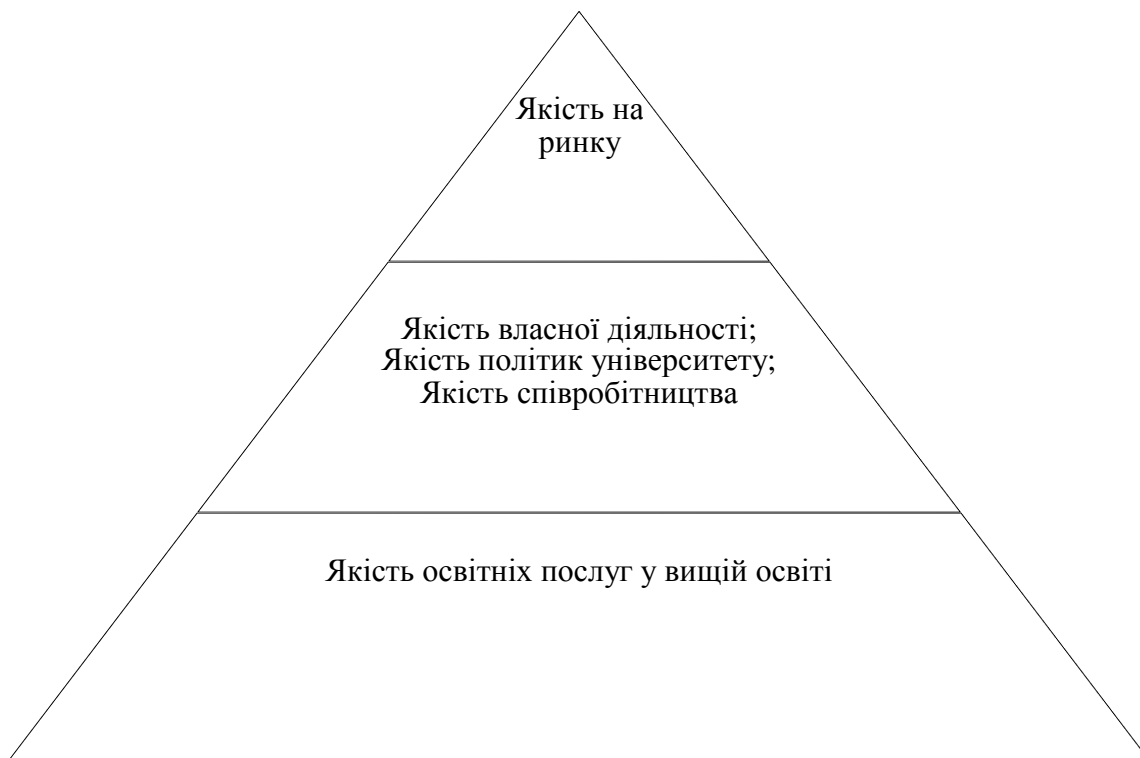 Якість на
ринку
Якість власної діяльності;
Якість політик університету;
Якість співробітництва
Якість освітніх послуг у вищій освіті